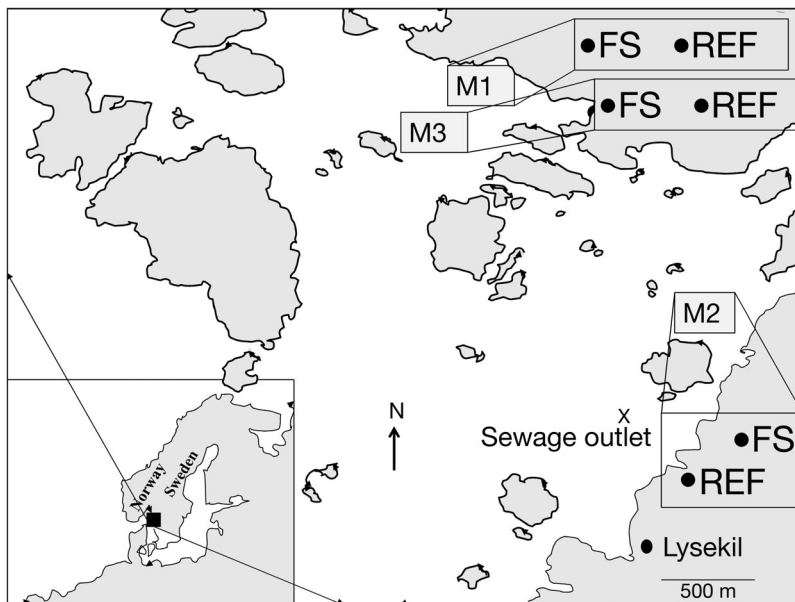 FS REF
M1
FS REF
M3
M2
N
X
Sewage outlet
FS
REF
Norway
Sweden
Lysekil
500 m